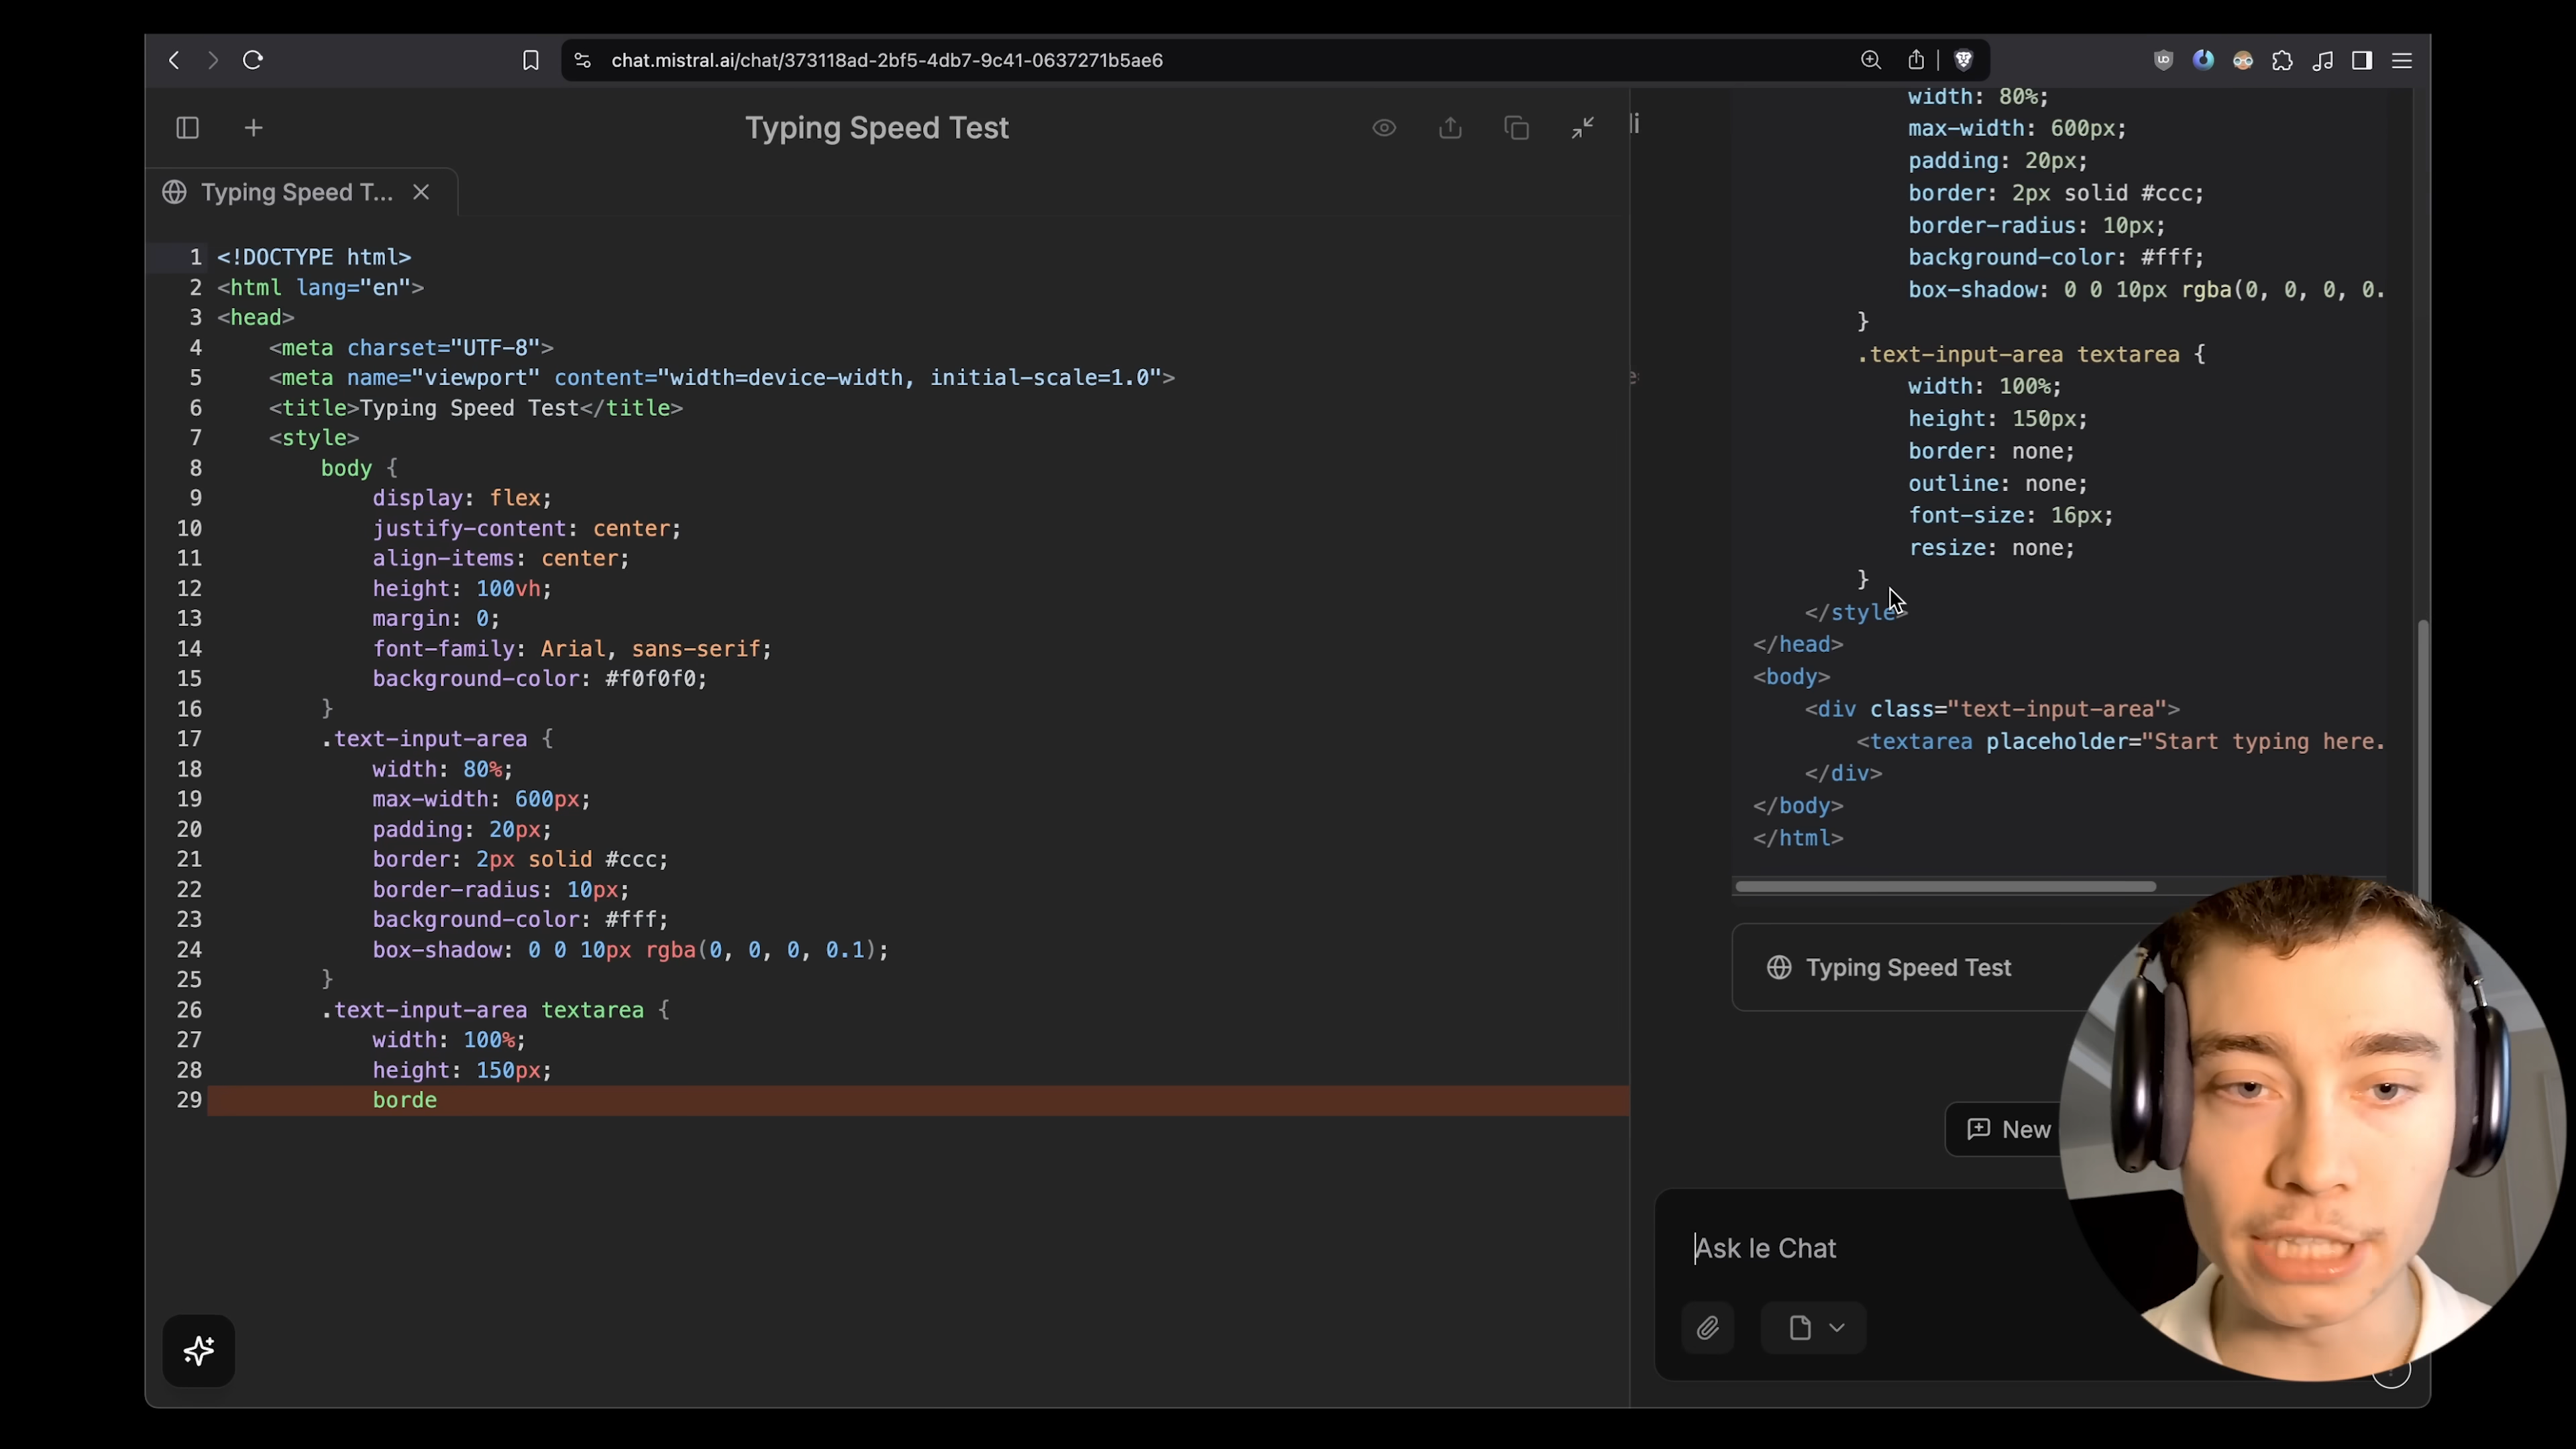 chat.mistral.ai/chat/373118ad-2bf5-4db7-9c41-0637271b5ae6
Typing Speed Test
Typing Speed T...
1 <!DOCTYPE html>
2 <html lang="en">
3 <head>
4 <meta charset="UTF-8">
5 <meta name="viewport" content="width=device-width, initial-scale=1.0">
6 <title>Typing Speed Test</title>
7 <style>
8 body {
9 display: flex;
10 justify-content: center;
11 align-items: center;
12 height: 100vh;
13 margin: 0;
14 font-family: Arial, sans-serif;
15 background-color: #f0f0f0;
16 }
17 .text-input-area {
18 width: 80%;
19 max-width: 600px;
20 padding: 20px;
21 border: 2px solid #ccc;
22 border-radius: 10px;
23 background-color: #fff;
24 box-shadow: 0 0 10px rgba(0, 0, 0, 0.1);
25 }
26 .text-input-area textarea {
27 width: 100%;
28 height: 150px;
29 borde
width: 80%;
max-width: 600px;
padding: 20px;
border: 2px solid #ccc;
border-radius: 10px;
background-color: #fff;
box-shadow: 0 0 10px rgba(0, 0, 0, 0.
}
.text-input-area textarea {
width: 100%;
height: 150px;
border: none;
outline: none;
font-size: 16px;
resize: none;
}
</style>
</head>
<body>
<div class="text-input-area">
<textarea placeholder="Start typing here.
</div>
</body>
</html>
Typing Speed Test
New
Ask le Chat